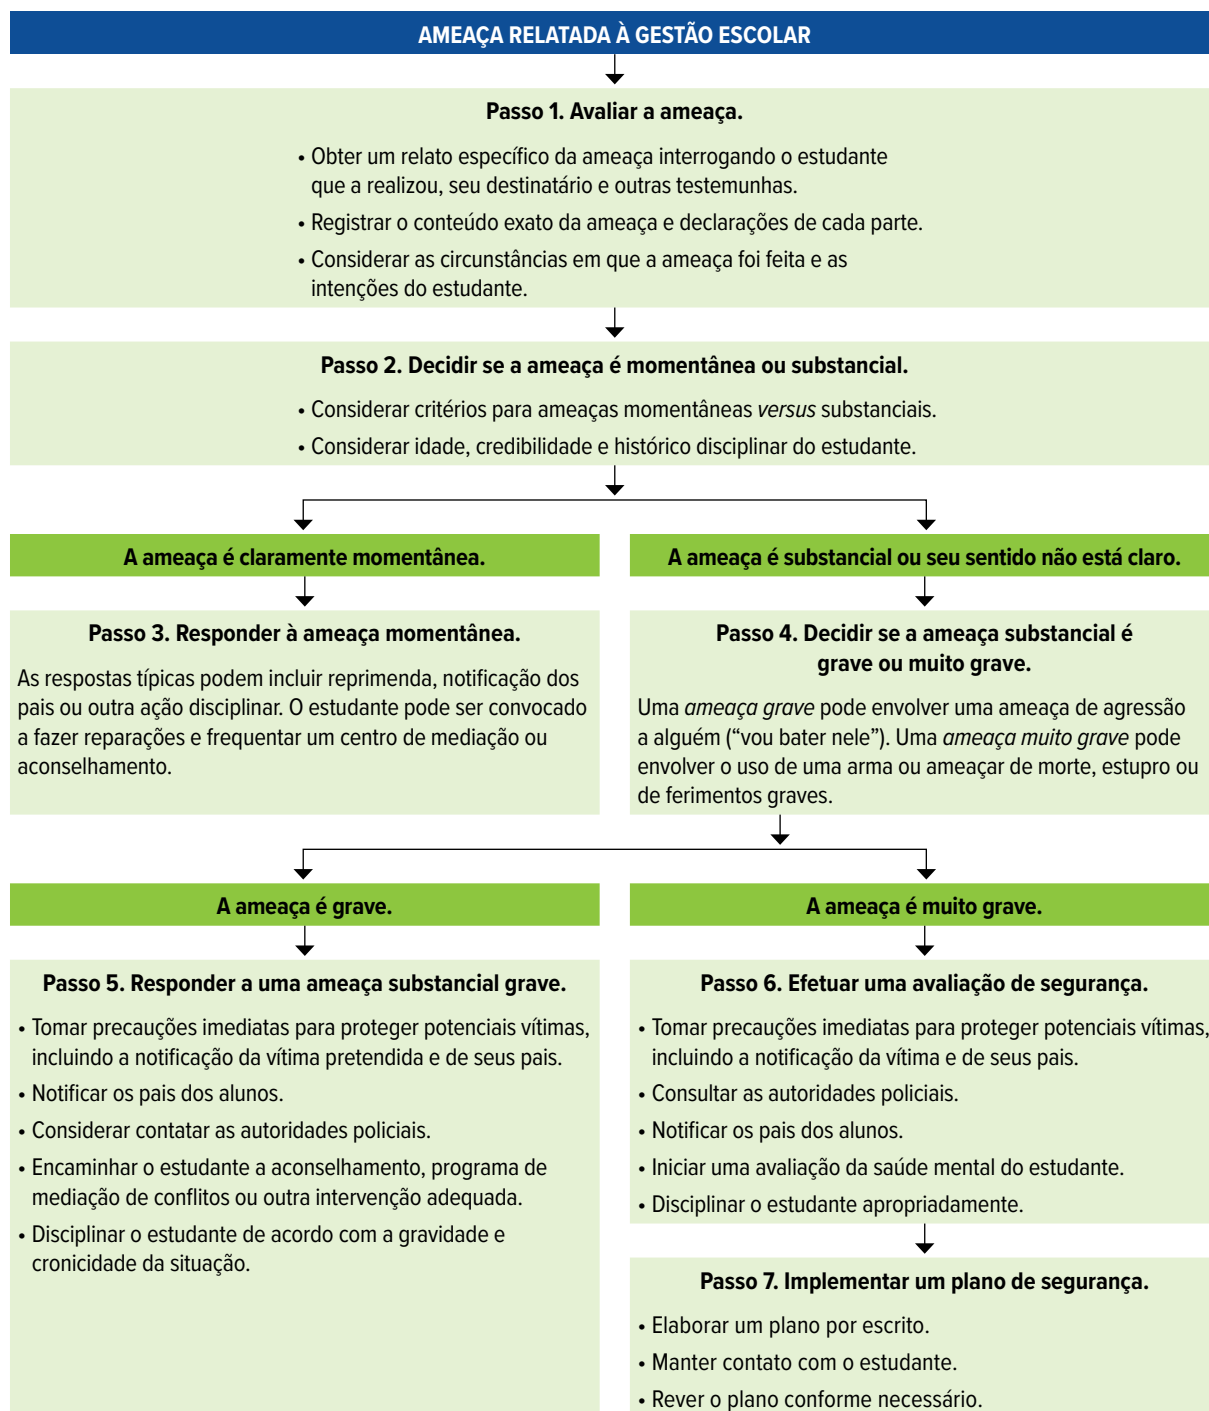 AMEAÇA RELATADA À GESTÃO ESCOLAR
Passo 1. Avaliar a ameaça.
• Obter um relato específico da ameaça interrogando o estudante
que a realizou, seu destinatário e outras testemunhas.
• Registrar o conteúdo exato da ameaça e declarações de cada parte.
• Considerar as circunstâncias em que a ameaça foi feita e as
intenções do estudante.
Passo 2. Decidir se a ameaça é momentânea ou substancial.
• Considerar critérios para ameaças momentâneas versus substanciais.
• Considerar idade, credibilidade e histórico disciplinar do estudante.
A ameaça é claramente momentânea.
Passo 3. Responder à ameaça momentânea.
As respostas típicas podem incluir reprimenda, notificação dos
pais ou outra ação disciplinar. O estudante pode ser convocado
a fazer reparações e frequentar um centro de mediação ou
aconselhamento.
A ameaça é substancial ou seu sentido não está claro.
Passo 4. Decidir se a ameaça substancial é
grave ou muito grave.
Uma ameaça grave pode envolver uma ameaça de agressão
a alguém (“vou bater nele”). Uma ameaça muito grave pode
envolver o uso de uma arma ou ameaçar de morte, estupro ou
de ferimentos graves.
A ameaça é grave.
Passo 5. Responder a uma ameaça substancial grave.
• Tomar precauções imediatas para proteger potenciais vítimas,
incluindo a notificação da vítima pretendida e de seus pais.
• Notificar os pais dos alunos.
• Considerar contatar as autoridades policiais.
• Encaminhar o estudante a aconselhamento, programa de
mediação de conflitos ou outra intervenção adequada.
• Disciplinar o estudante de acordo com a gravidade e
cronicidade da situação.
A ameaça é muito grave.
Passo 6. Efetuar uma avaliação de segurança.
• Tomar precauções imediatas para proteger potenciais vítimas,
incluindo a notificação da vítima e de seus pais.
• Consultar as autoridades policiais.
• Notificar os pais dos alunos.
• Iniciar uma avaliação da saúde mental do estudante.
• Disciplinar o estudante apropriadamente.
Passo 7. Implementar um plano de segurança.
• Elaborar um plano por escrito.
• Manter contato com o estudante.
• Rever o plano conforme necessário.